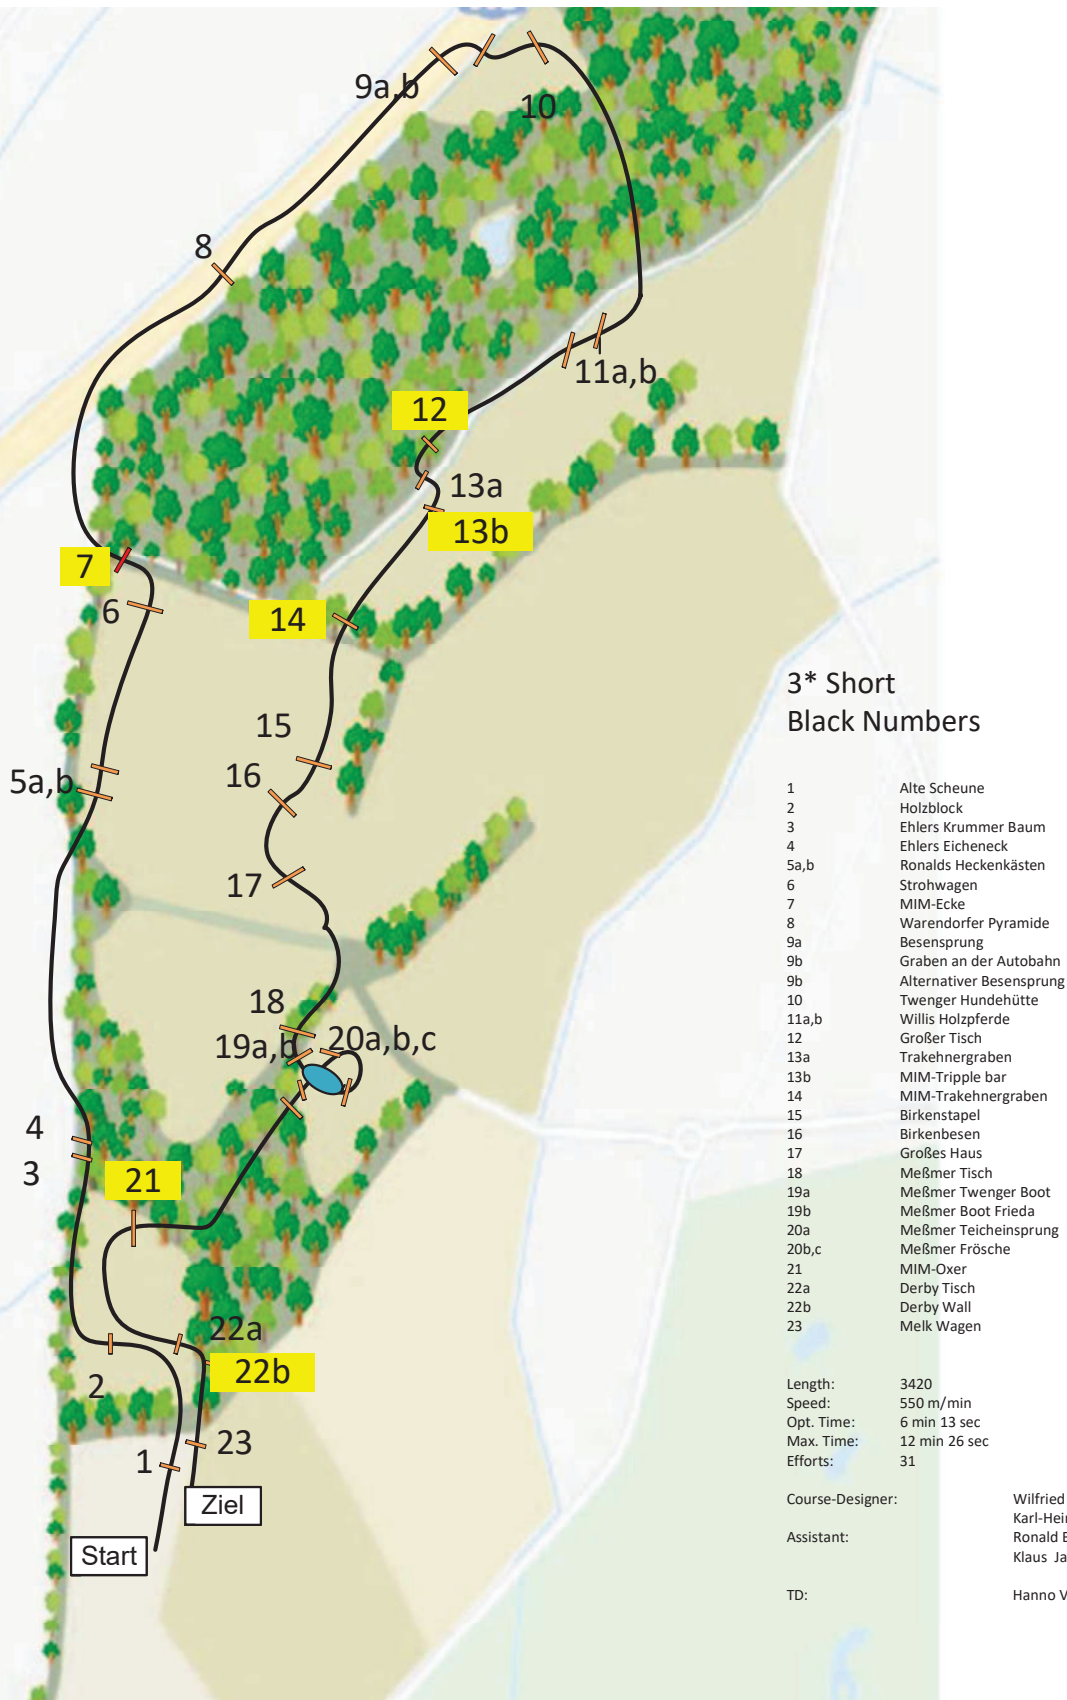 9a,b
10
8
11a,b
12
13a
13b
7
6
14
15
5a,b
16
17
18
19a,b
20a,b,c
4
3
21
22a
22b
2
23
1
Ziel
Start
3* Short
Black Numbers
1 Alte Scheune
2 Holzblock
3 Ehlers Krummer Baum
4 Ehlers Eicheneck
5a,b Ronalds Heckenkästen
6 Strohwagen
7 MIM-Ecke
8 Warendorfer Pyramide
9a Besensprung
9b Graben an der Autobahn
9b Alternativer Besensprung
10 Twenger Hundehütte
11a,b Willis Holzpferde
12 Großer Tisch
13a Trakehnergraben
13b MIM-Tripple bar
14 MIM-Trakehnergraben
15 Birkenstapel
16 Birkenbesen
17 Großes Haus
18 Meßmer Tisch
19a Meßmer Twenger Boot
19b Meßmer Boot Frieda
20a Meßmer Teicheinsprung
20b,c Meßmer Frösche
21 MIM-Oxer
22a Derby Tisch
22b Derby Wall
23 Melk Wagen
Length: 3420
Speed: 550 m/min
Opt. Time: 6 min 13 sec
Max. Time: 12 min 26 sec
Efforts: 31
Course-Designer: Wilfried
Karl-Hein
Assistant: Ronald
Klaus Ja
TD: Hanno V